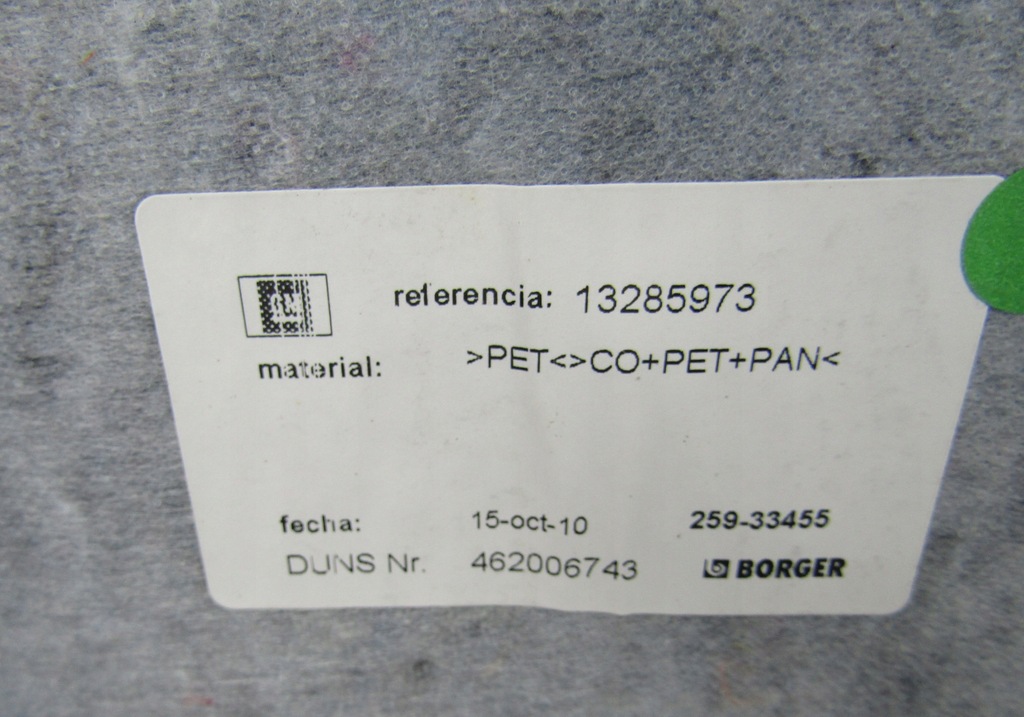 referencia: 13285973
material: >PET<>CO+PET+PAN<
fecha: 15-oct-10 259-33455
DUNS Nr. 462006743 BORGER